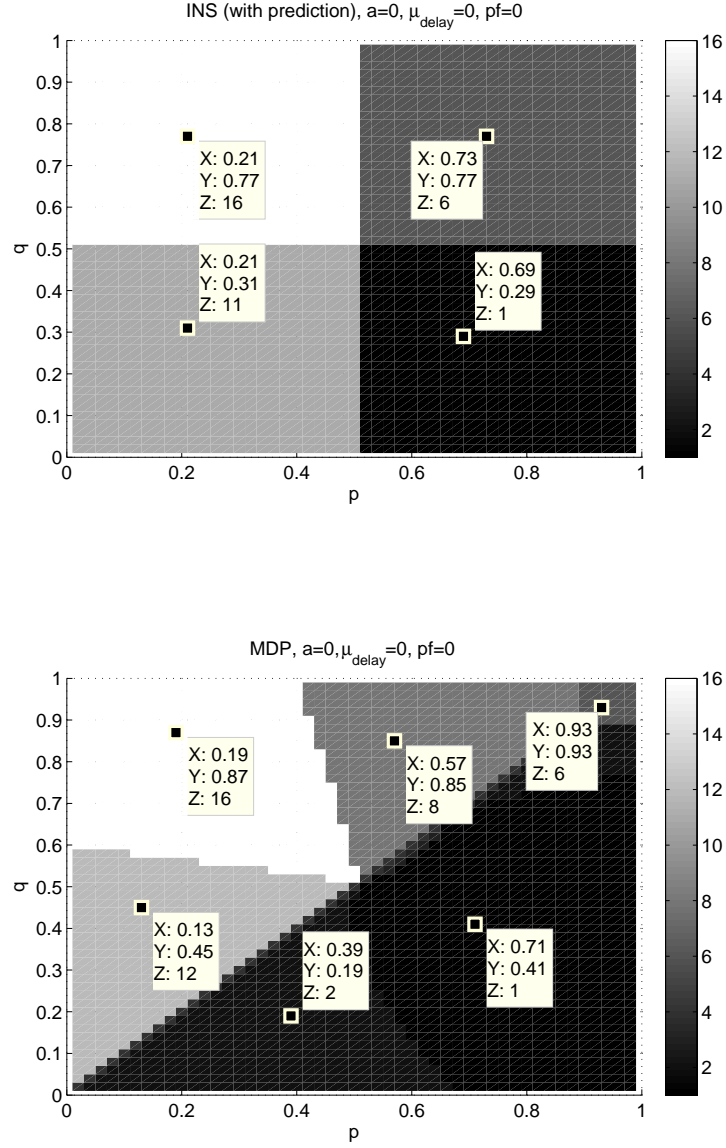 INS (with prediction), a=0, μdelay=0, pf=0
1
0.9
0.8
0.7
0.6
0.5
0.4
0.3
0.2
0.1
0
q
X: 0.21
Y: 0.77
Z: 16
X: 0.73
Y: 0.77
Z: 6
X: 0.21
Y: 0.31
Z: 11
X: 0.69
Y: 0.29
Z: 1
0
0.2
0.4
0.6
0.8
1
p
16
14
12
10
8
6
4
2
MDP, a=0,μdelay=0, pf=0
1
0.9
0.8
0.7
0.6
0.5
0.4
0.3
0.2
0.1
0
q
X: 0.19
Y: 0.87
Z: 16
X: 0.57
Y: 0.85
Z: 8
X: 0.93
Y: 0.93
Z: 6
X: 0.13
Y: 0.45
Z: 12
X: 0.39
Y: 0.19
Z: 2
X: 0.71
Y: 0.41
Z: 1
0
0.2
0.4
0.6
0.8
1
p
16
14
12
10
8
6
4
2